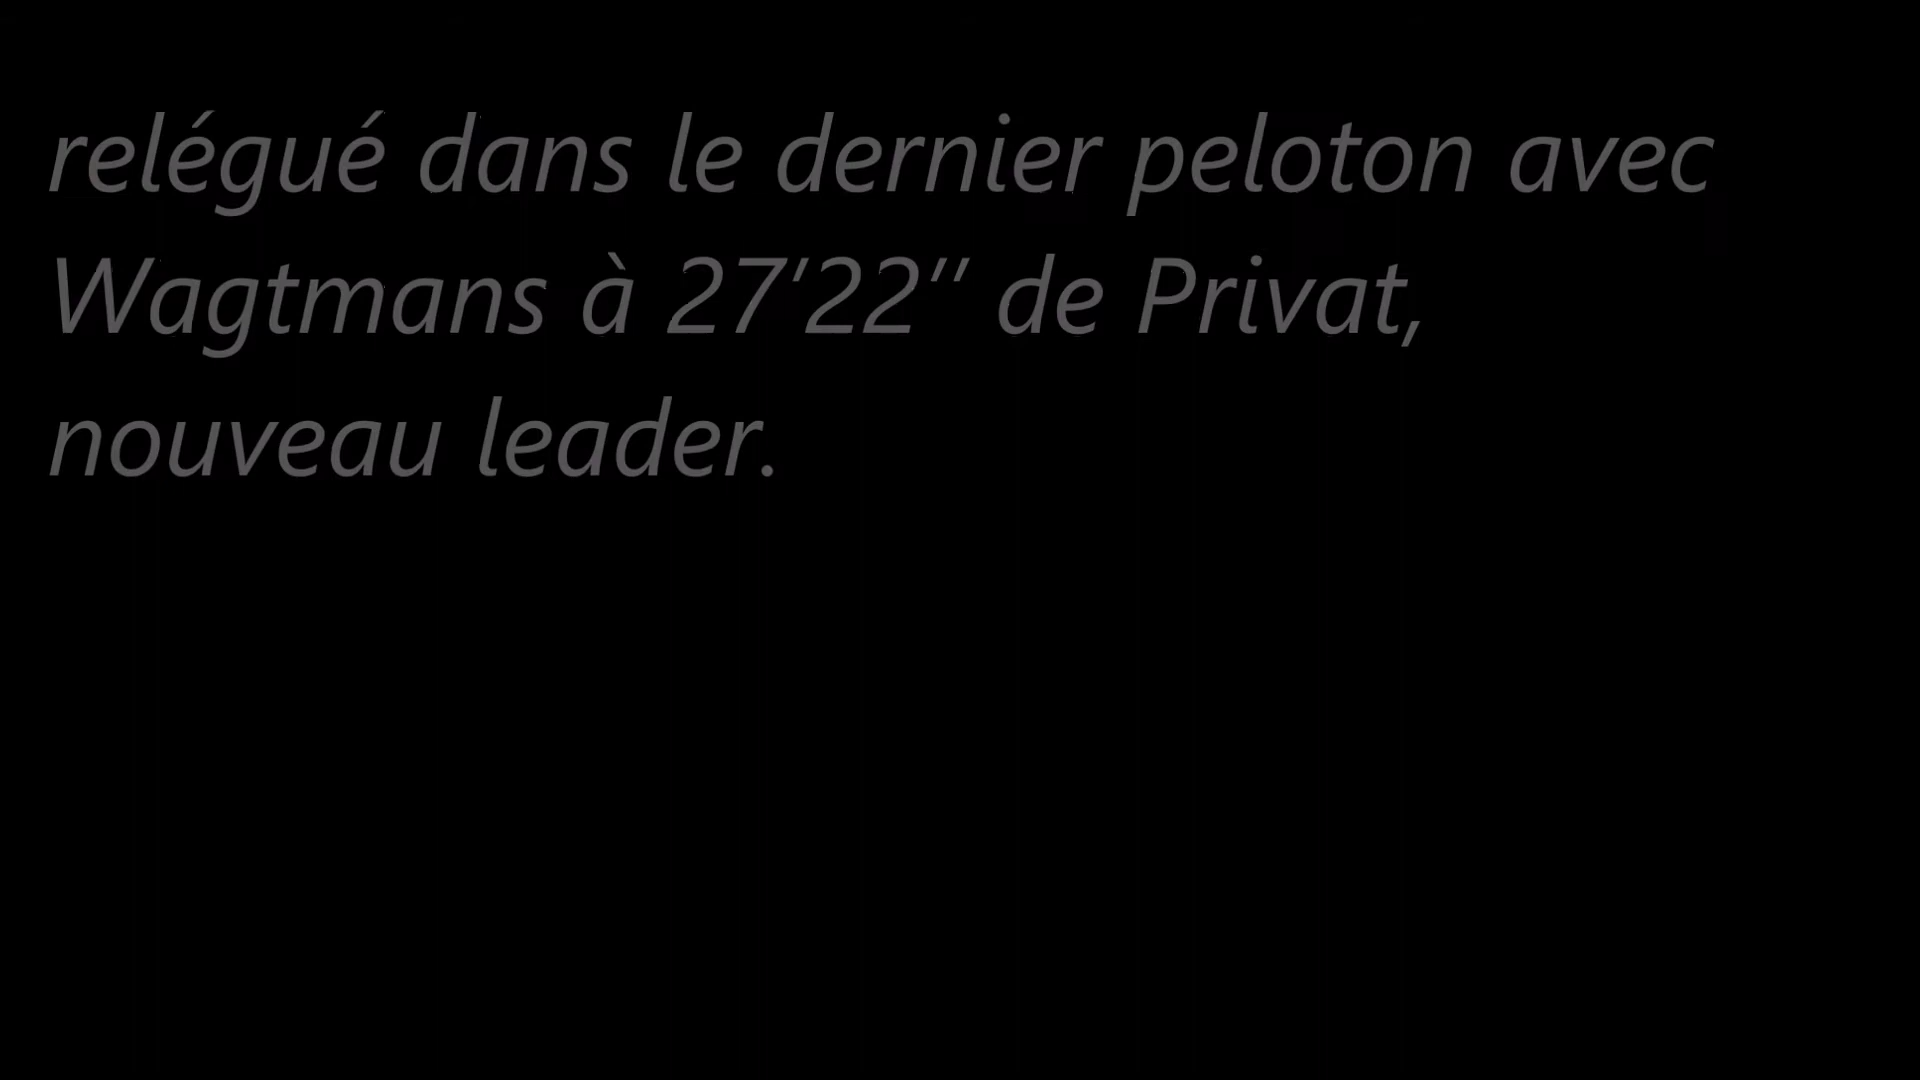 relégué dans le dernier peloton avec
Wagtmans à 27’22’’ de Privat,
nouveau leader.